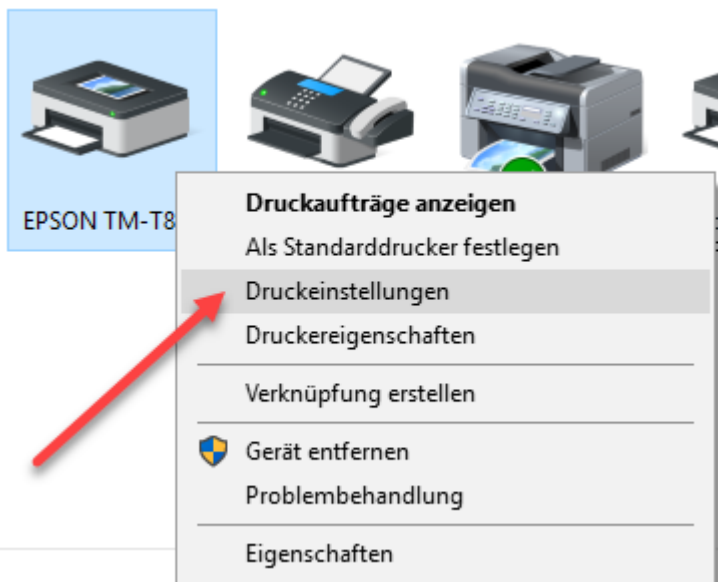 EPSON TM-T8
Druckaufträge anzeigen
Als Standarddrucker festlegen
Druckeinstellungen
Druckereigenschaften
Verknüpfung erstellen
Gerät entfernen
Problembehandlung
Eigenschaften